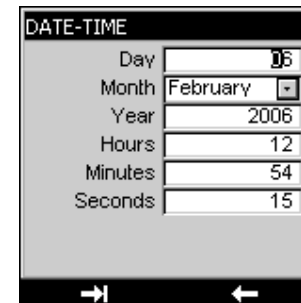 DATE-TIME
Day 06
Month February
Year 2006
Hours 12
Minutes 54
Seconds 15